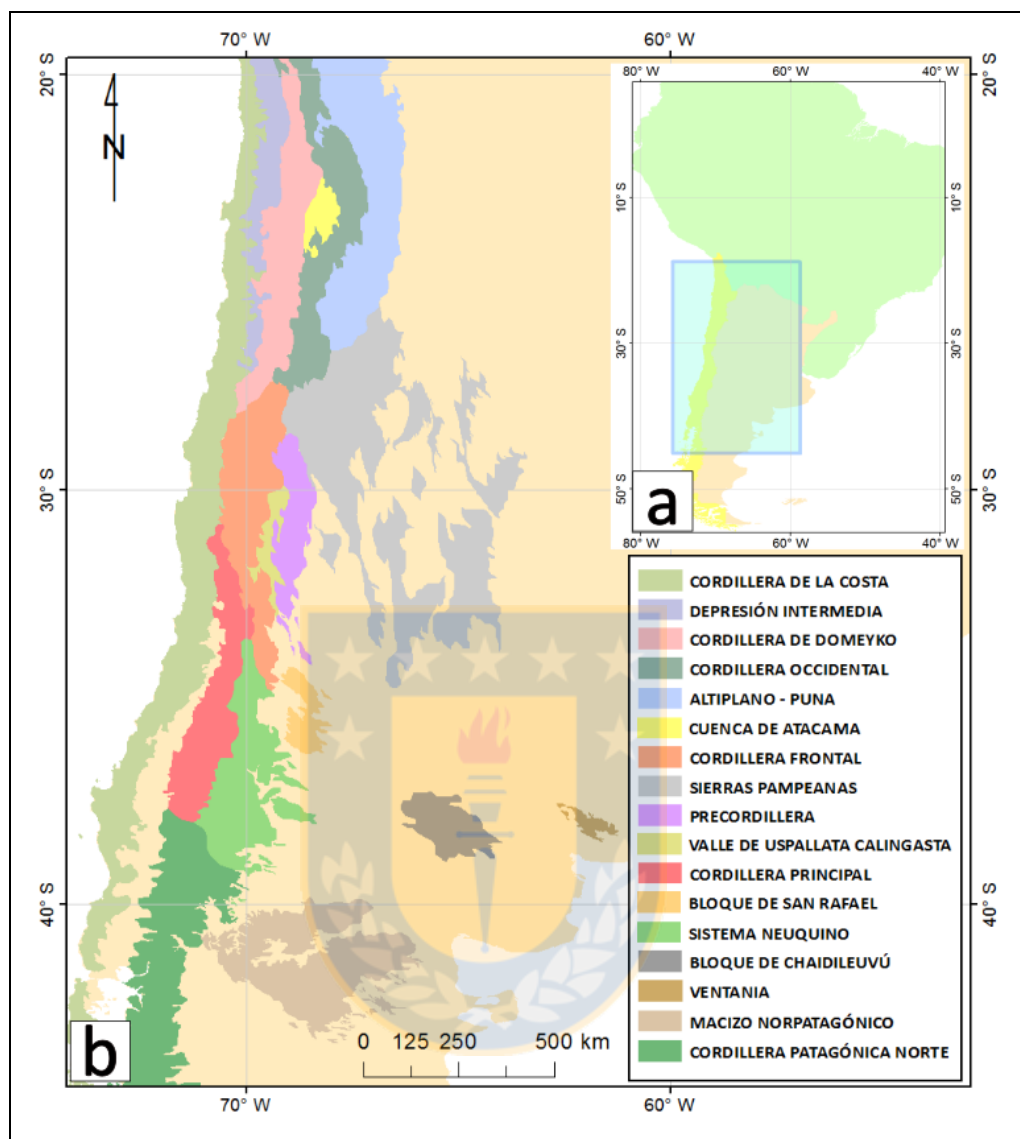 70° W 60° W
20° S 20° S
N
80° W 60° W 40° W
10° S 10° S
30° S 30° S
50° S 50° S
a
80° W 60° W 40° W
30° S 30° S
CORDILLERA DE LA COSTA
DEPRESIÓN INTERMEDIA
CORDILLERA DE DOMEYKO
CORDILLERA OCCIDENTAL
ALTIPLANO - PUNA
CUENCA DE ATACAMA
CORDILLERA FRONTAL
SIERRAS PAMPEANAS
PRECORDILLERA
VALLE DE USPALLATA CALINGASTA
CORDILLERA PRINCIPAL
BLOQUE DE SAN RAFAEL
SISTEMA NEUQUINO
BLOQUE DE CHAIDILEUVÚ
VENTANIA
MACIZO NORPATAGÓNICO
CORDILLERA PATAGÓNICA NORTE
40° S 40° S
b
0 125 250 500 km
70° W 60° W